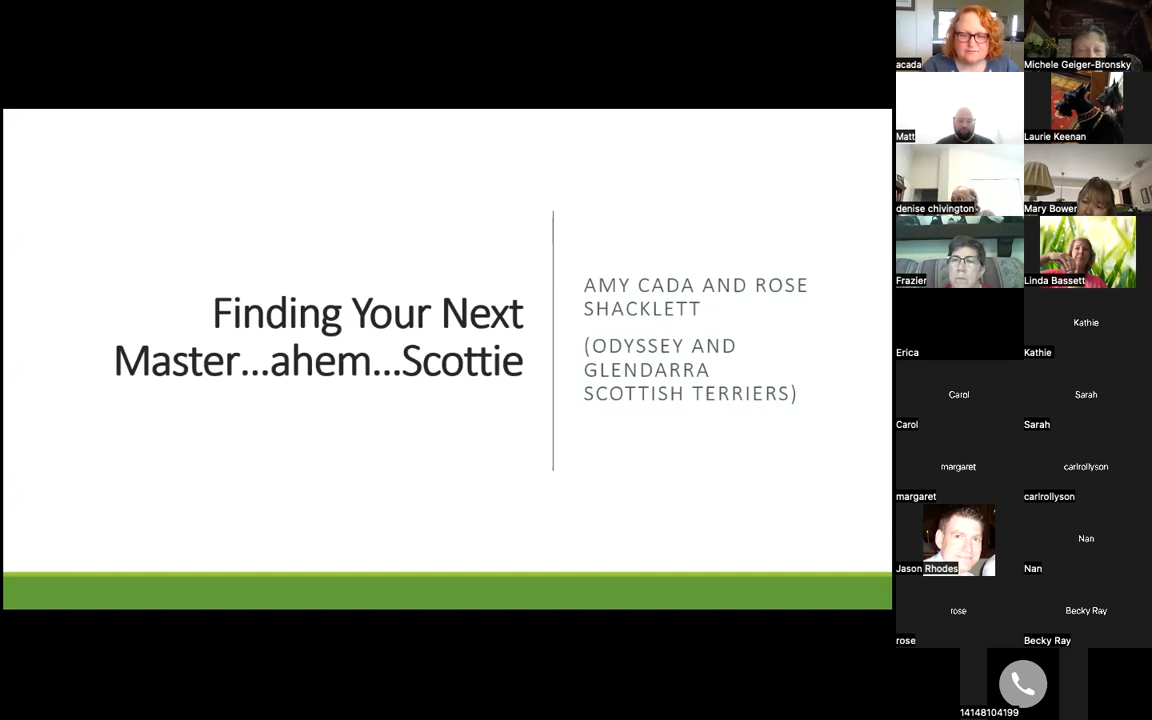 Finding Your Next
Master...ahem...Scottie
AMY CADA AND ROSE
SHACKLETT
(ODYSSEY AND
GLENDARRA
SCOTTISH TERRIERS)
acada
Michele Geiger-Bronsky
Matt
Laurie Keenan
denise chivington
Mary Bower
Frazier
Linda Bassett
Erica
Kathie
Kathie
Carol
Carol
Sarah
Sarah
margaret
margaret
carlrollyson
carlrollyson
Jason Rhodes
Nan
Nan
rose
rose
Becky Ray
Becky Ray
14148104199